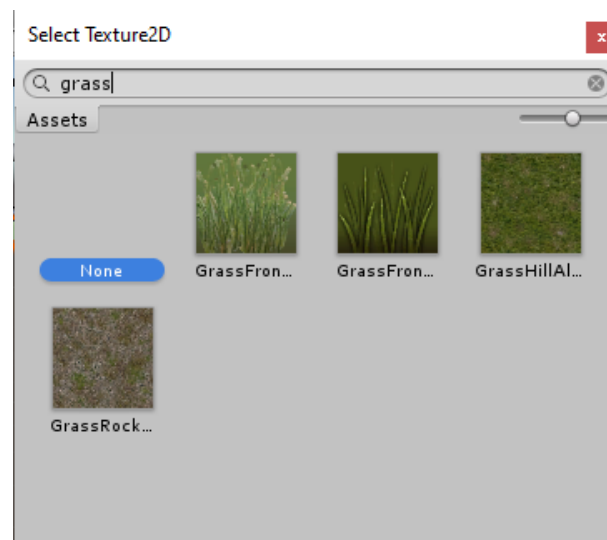 Select Texture2D
x
grass
Assets
None
GrassFron...
GrassFron...
GrassHillAl...
GrassRock...